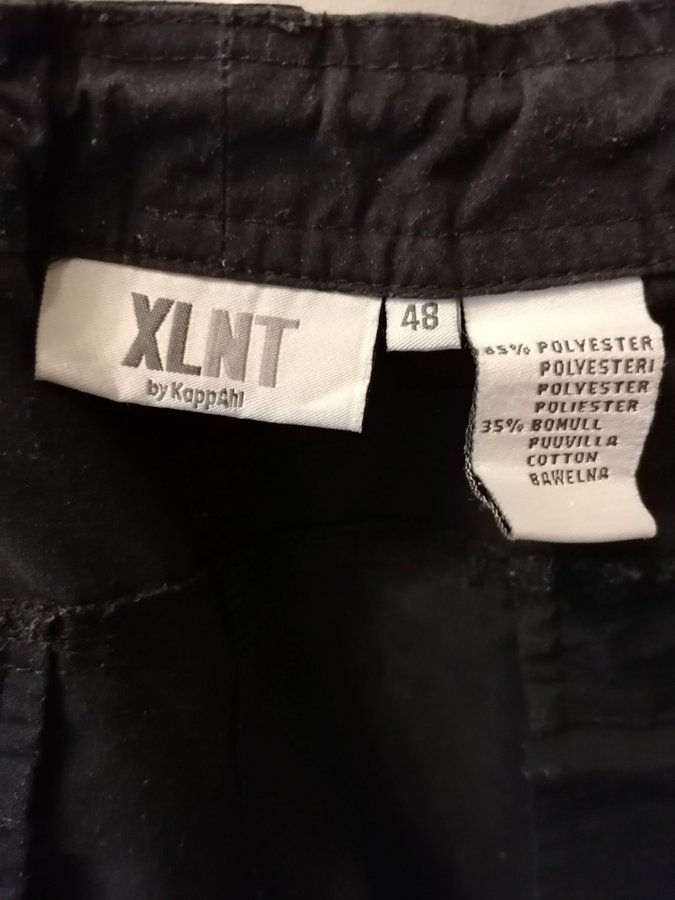 XLNT
by KappAhl
48
65% POLYESTER
POLYESTERI
POLYESTER
POLIESTER
35% BOMULL
PUUVILLA
COTTON
BAWELNA